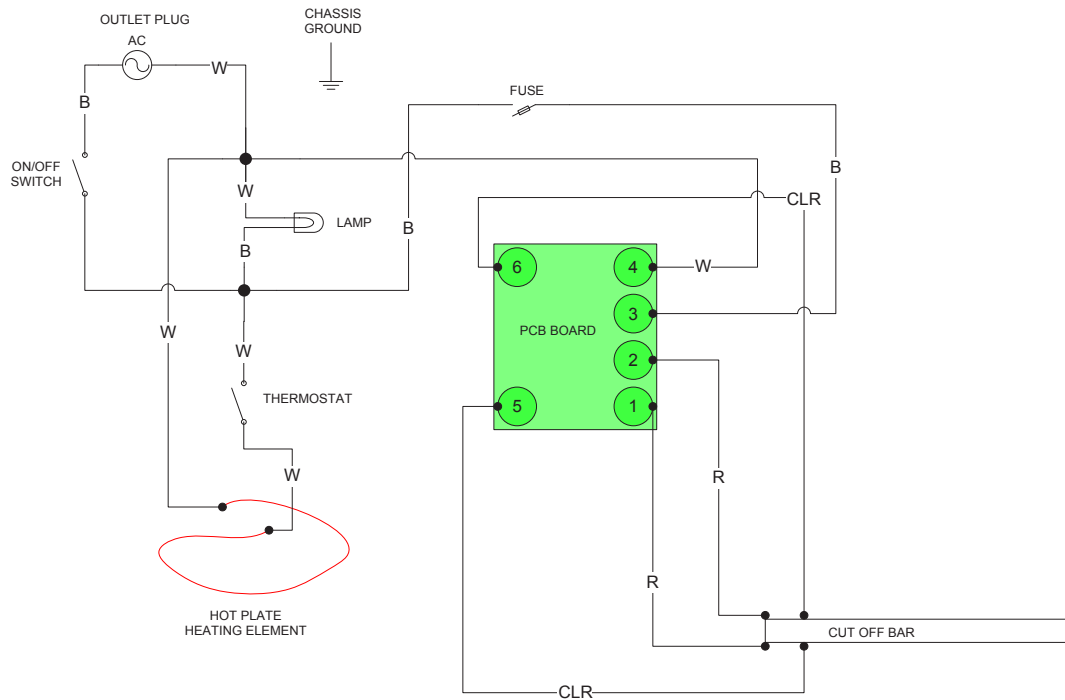 OUTLET PLUG
AC
CHASSIS
GROUND
W
B
FUSE
ON/OFF
SWITCH
W
B
CLR
LAMP
B
B
6
4
W
3
PCB BOARD
W
W
2
THERMOSTAT
5
1
W
R
R
HOT PLATE
HEATING ELEMENT
CUT OFF BAR
CLR